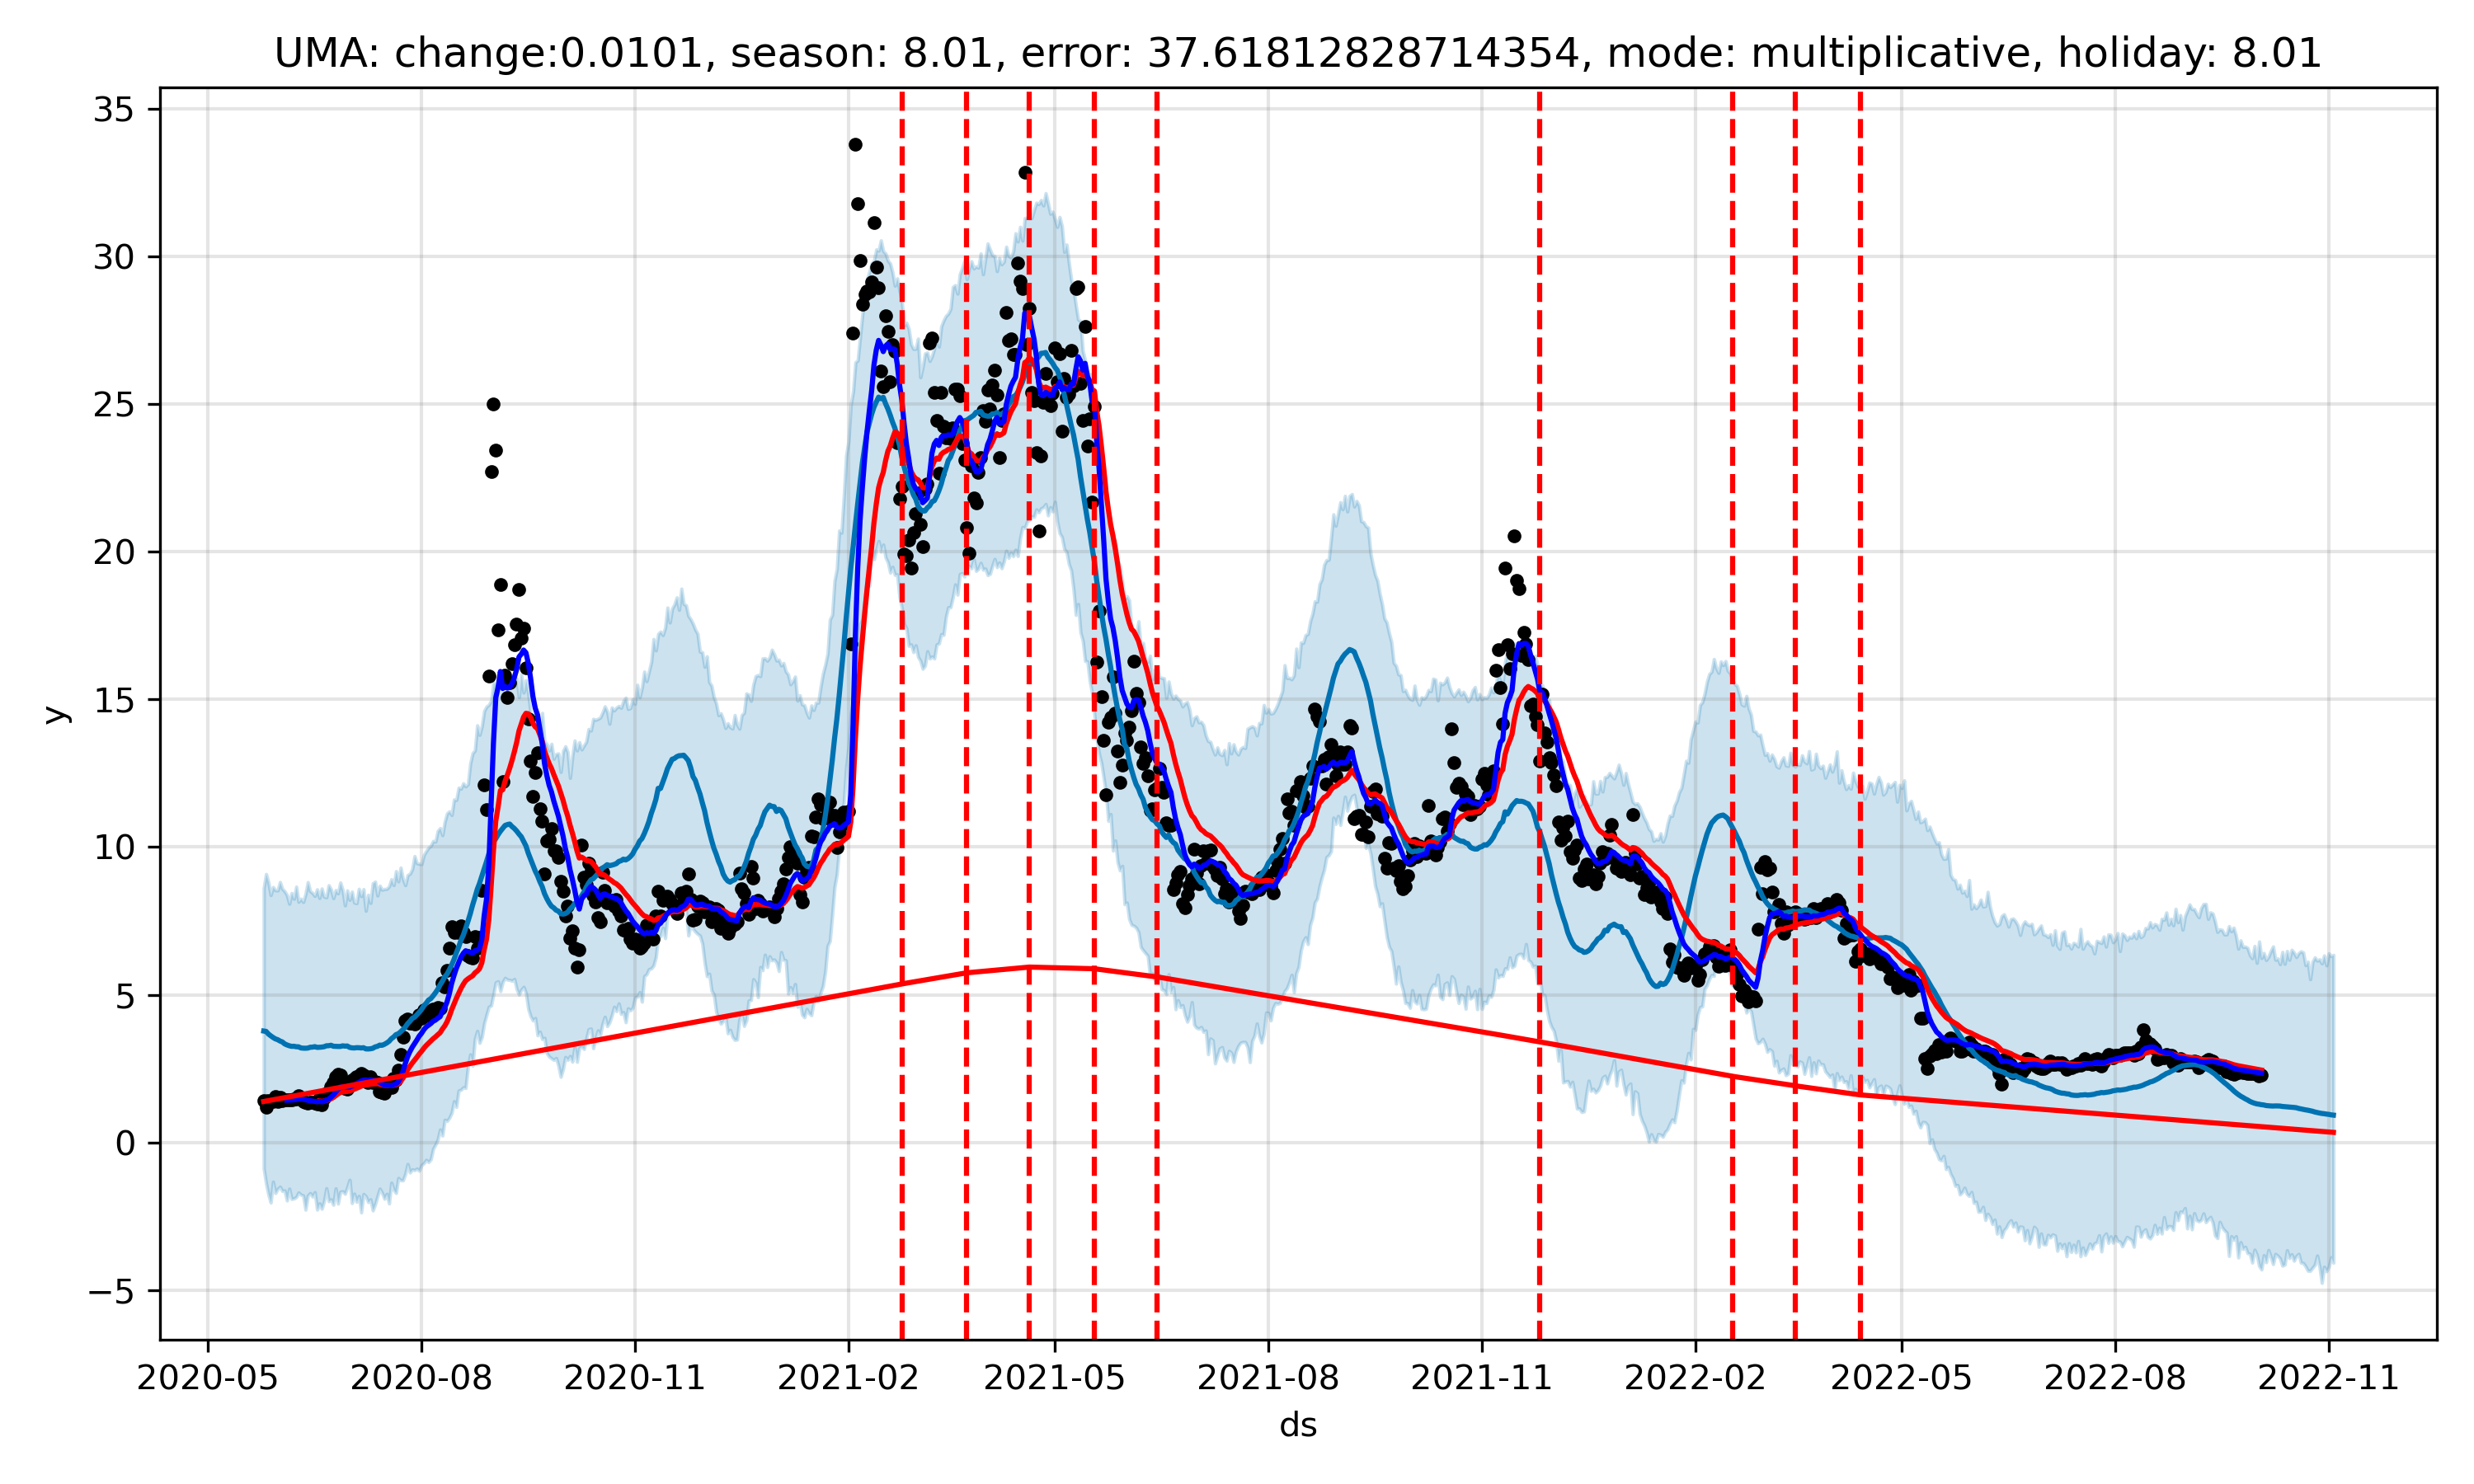 UMA: change:0.0101, season: 8.01, error: 37.61812828714354, mode: multiplicative, holiday: 8.01
35
30
25
20
15
10
5
0
−5
y
2020-05 2020-08 2020-11 2021-02 2021-05 2021-08 2021-11 2022-02 2022-05 2022-08 2022-11
ds